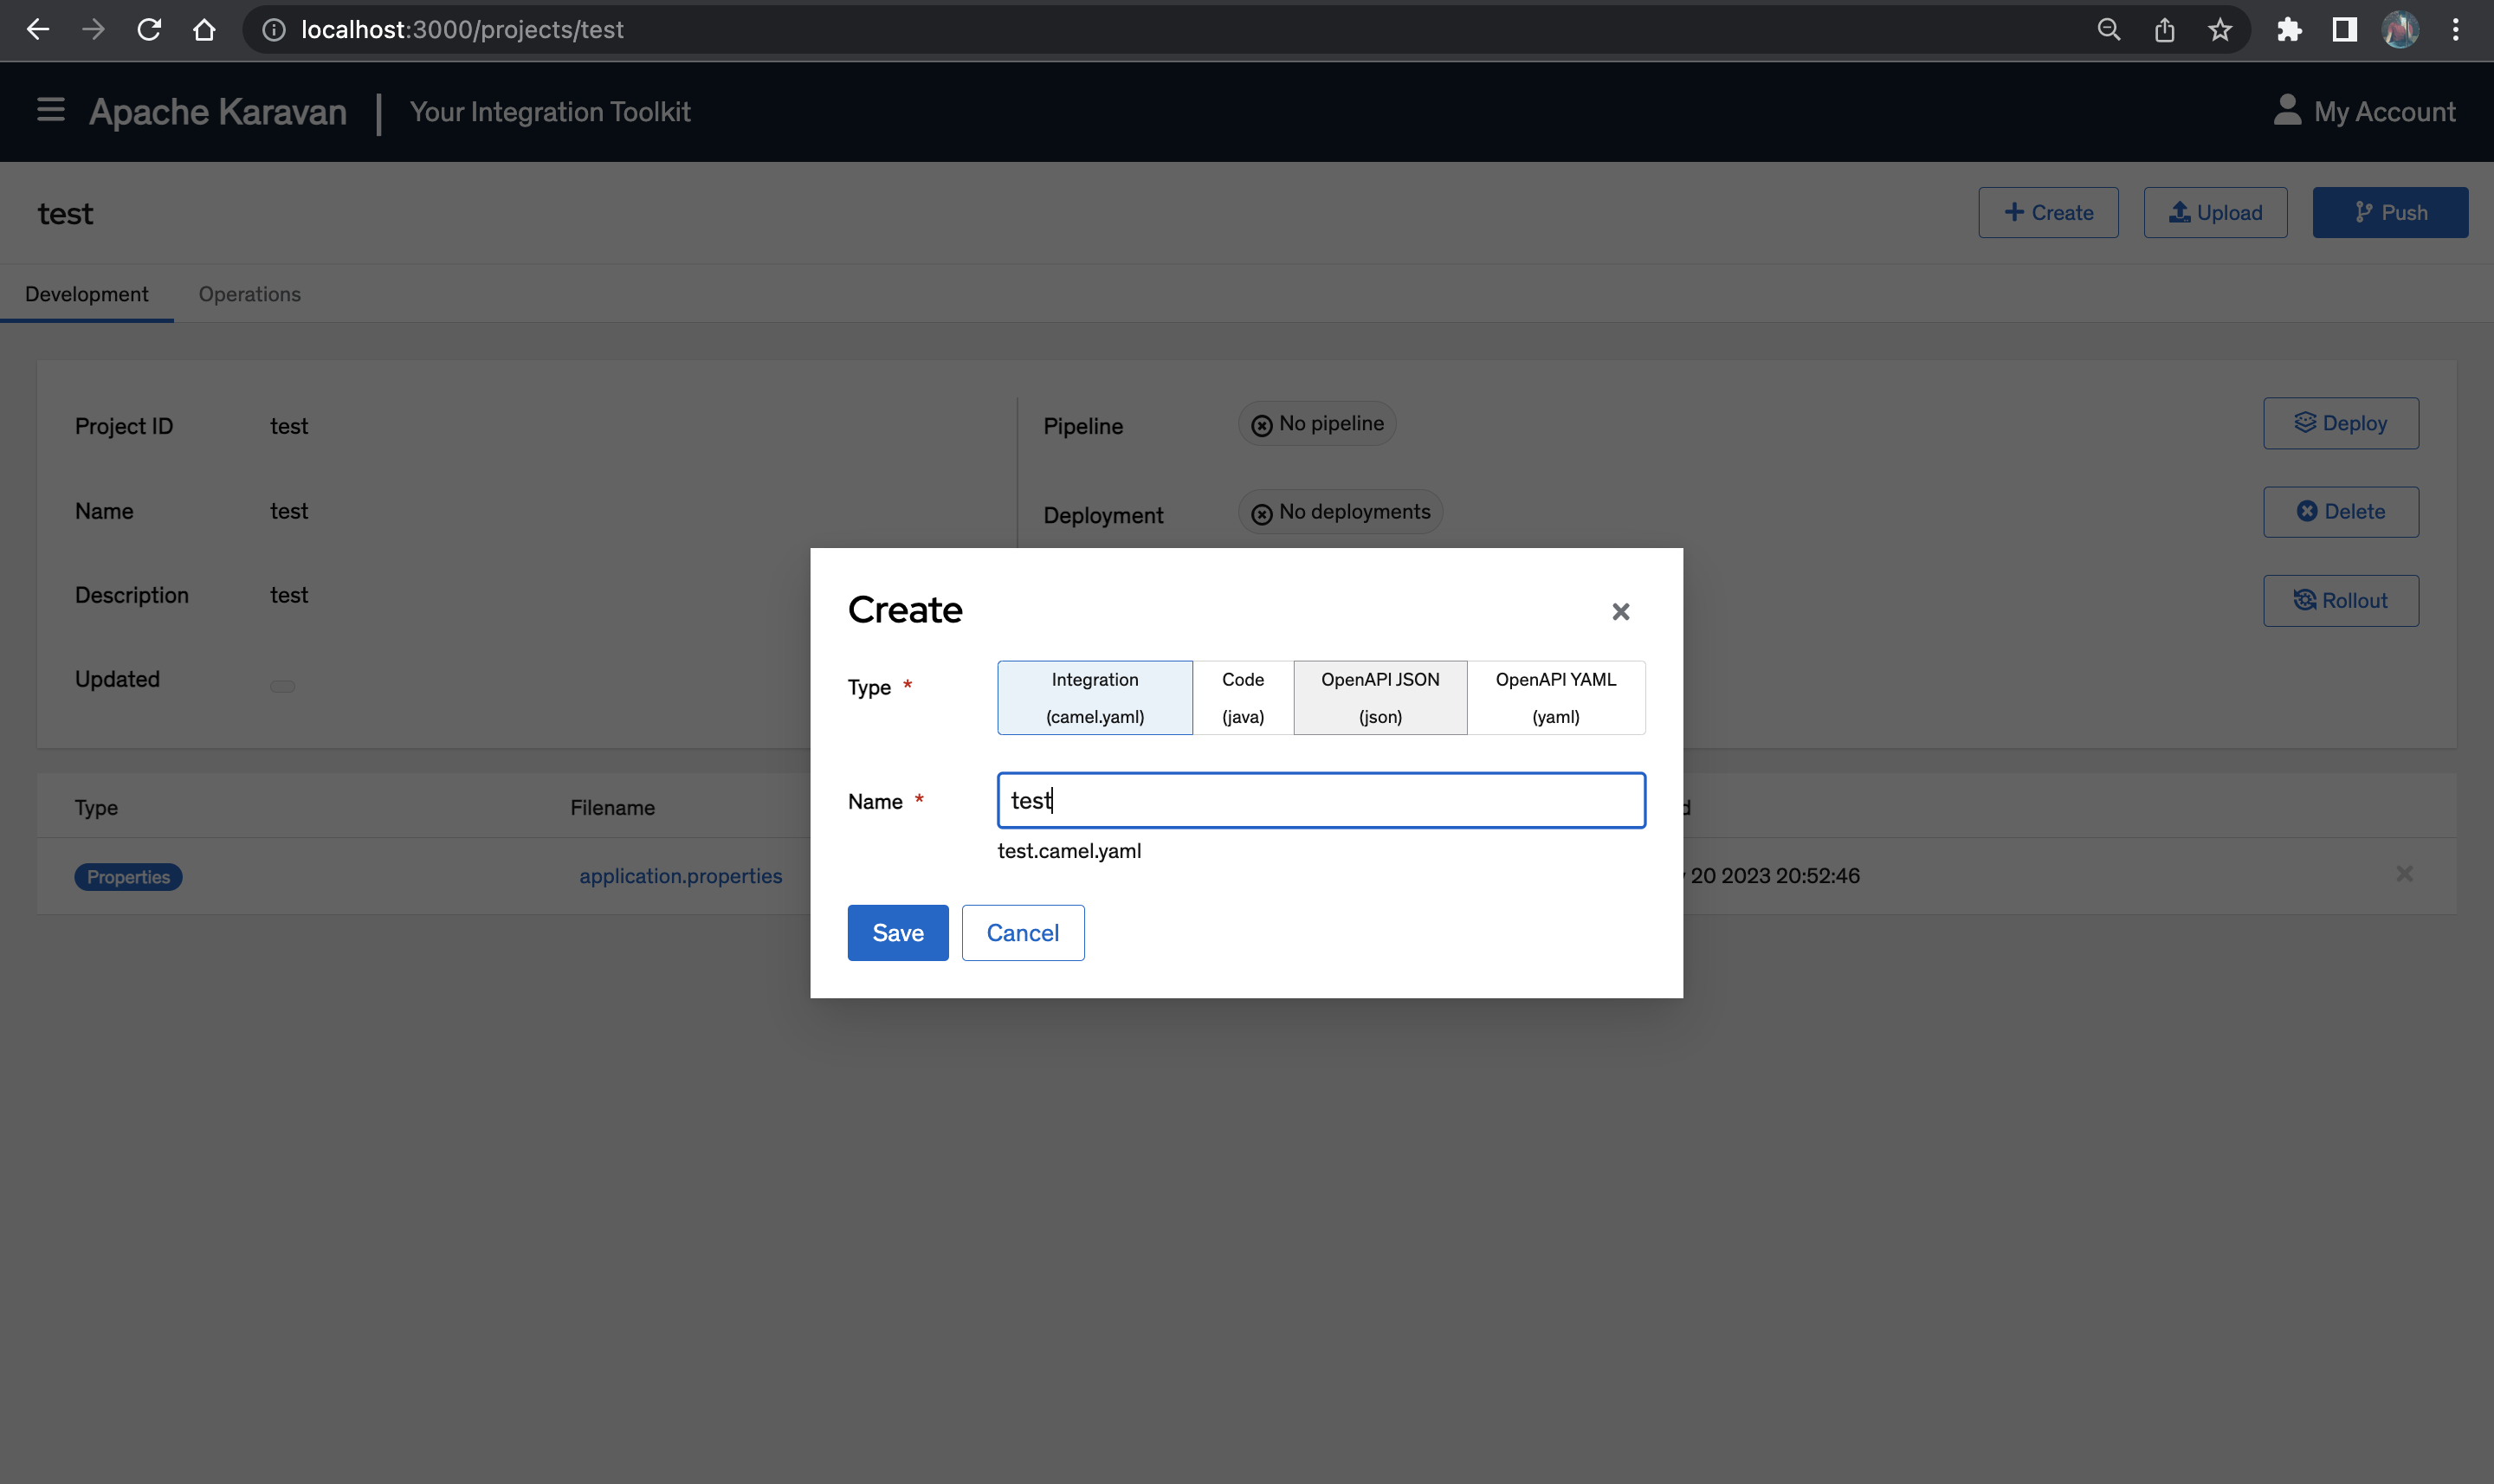 localhost:3000/projects/test
Apache Karavan | Your Integration Toolkit
My Account
test
Create
Upload
Push
Development
Operations
Project ID test
Name test
Description test
Updated
Pipeline No pipeline
Deployment No deployments
Deploy
Delete
Rollout
Create
Type *
Integration
(camel.yaml)
Code
(java)
OpenAPI JSON
(json)
OpenAPI YAML
(yaml)
Name *
test
test.camel.yaml
Save
Cancel
Type
Filename
Properties
application.properties
20 2023 20:52:46